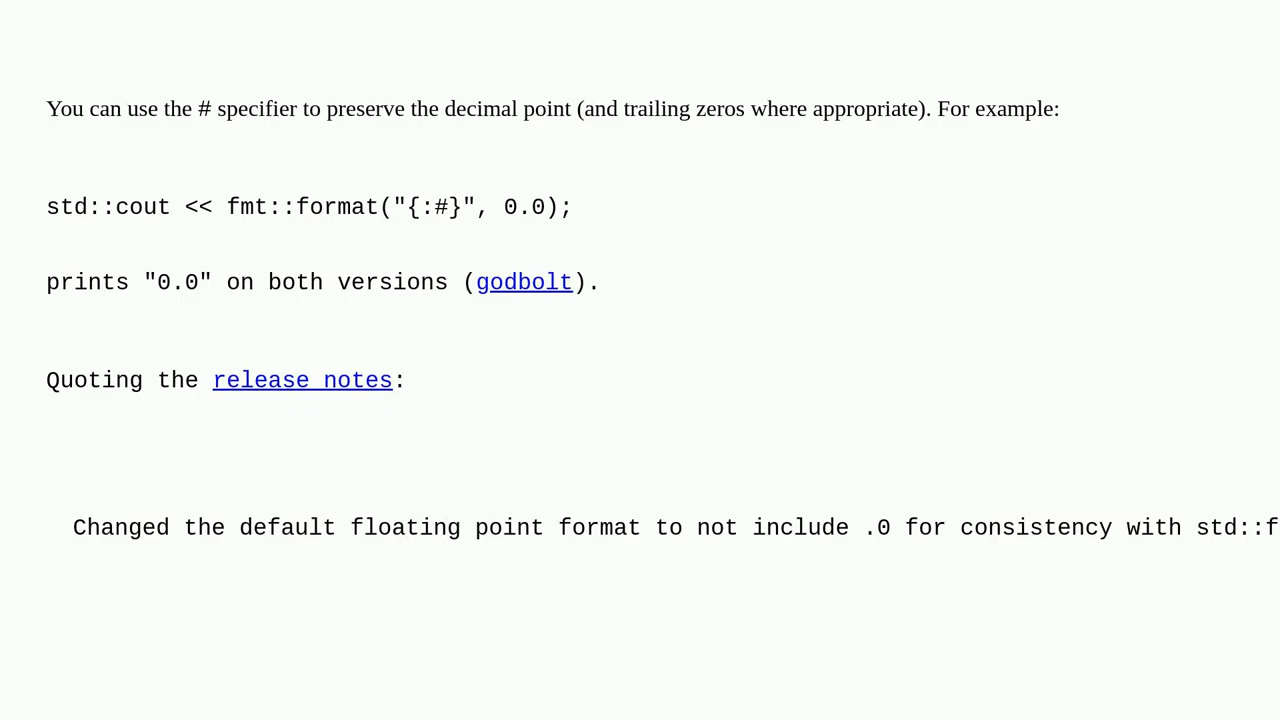 You can use the # specifier to preserve the decimal point (and trailing zeros where appropriate). For example:
std::cout << fmt::format("{:#}", 0.0);
prints "0.0" on both versions (godbolt).
Quoting the release notes:
Changed the default floating point format to not include .0 for consistency with std::f